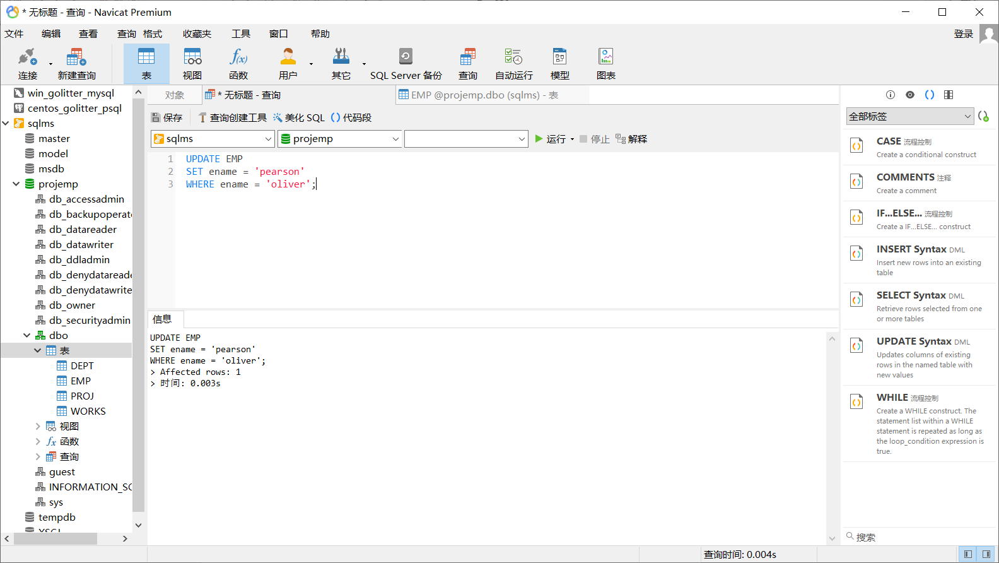 * 无标题 - 查询 - Navicat Premium
文件 编辑 查看 查询 格式 收藏夹 工具 窗口 帮助 登录
连接 新建查询 表 视图 函数 用户 其它 SQL Server 备份 查询 自动运行 模型 图表
win_golitter_mysql
centos_golitter_psql
sqlms
master
model
msdb
projemp
db_accessadmin
db_backupoperat
db_datareader
db_datawriter
db_ddladmin
db_denydatareade
db_denydatawrite
db_owner
db_securityadmin
dbo
表
DEPT
EMP
PROJ
WORKS
视图
函数
查询
guest
INFORMATION_SC
sys
tempdb
对象 * 无标题 - 查询 EMP @projemp.dbo (sqlms) - 表
保存 查询创建工具 美化 SQL 代码段
sqlms projemp 运行 停止 解释
1 UPDATE EMP
2 SET ename = 'pearson'
3 WHERE ename = 'oliver';
信息
UPDATE EMP
SET ename = 'pearson'
WHERE ename = 'oliver';
> Affected rows: 1
> 时间: 0.003s
全部标签
CASE 流程控制
Create a conditional construct
COMMENTS 注释
Create a comment
IF...ELSE... 流程控制
Create a IF...ELSE... construct
INSERT Syntax DML
Insert new rows into an existing
table
SELECT Syntax DML
Retrieve rows selected from one
or more tables
UPDATE Syntax DML
Updates columns of existing
rows in the named table with
new values
WHILE 流程控制
Create a WHILE construct. The
statement list within a WHILE
statement is repeated as long as
the loop_condition expression is
true.
搜索
查询时间: 0.004s